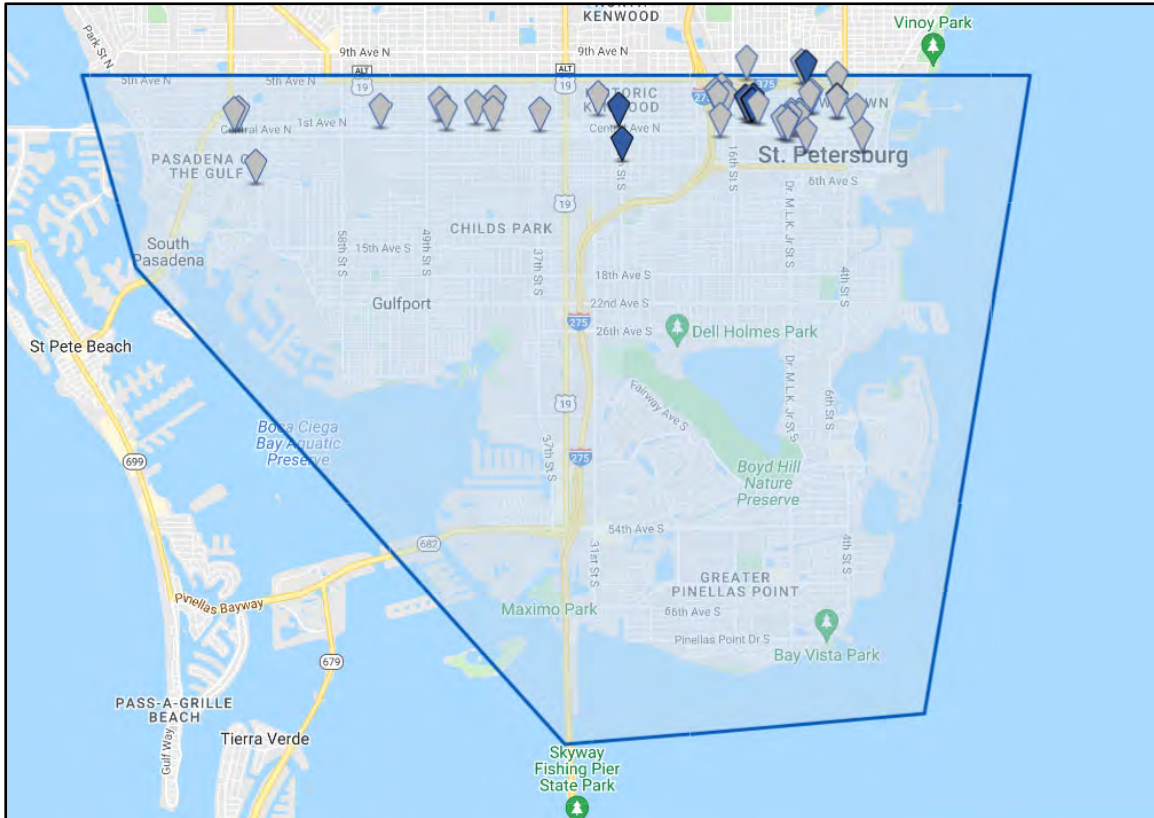 KENWOOD
Vinoy Park
Park St N
9th Ave N
9th Ave N
ALT
19
ALT
19
5th Ave N
5th Ave N
375
275
1st Ave N
Central Ave N
Central Ave N
PASADENA
THE GULF
St. Petersburg
16th St S
6th Ave S
19
CHILDS PARK
Dr. M.L.K. Jr St S
South
Pasadena
58th St S
49th St S
15th Ave S
37th St S
18th Ave S
4th St S
Gulfport
22nd Ave S
275
26th Ave S
Dell Holmes Park
St Pete Beach
Dr. M.L.K. Jr St S
6th St S
Fairway Ave S
19
Boca Ciega
Bay Aquatic
Preserve
37th St S
699
275
Boyd Hill
Nature
Preserve
54th Ave S
682
31st St S
4th St S
GREATER
PINELLAS POINT
Pinellas Bayway
Maximo Park
66th Ave S
Pinellas Point Dr S
Bay Vista Park
679
PASS-A-GRILLE
BEACH
Gulf Way
Tierra Verde
Skyway
Fishing Pier
State Park